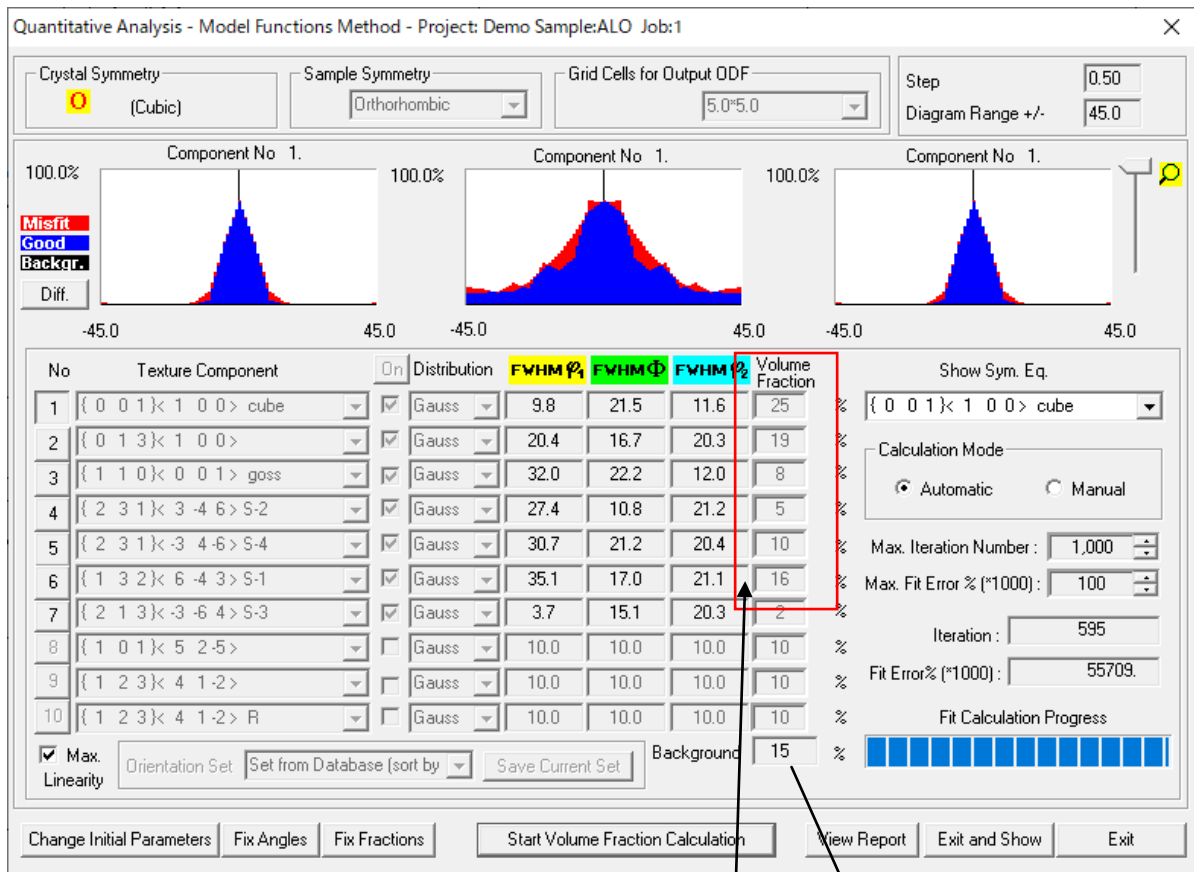 Quantitative Analysis - Model Functions Method - Project: Demo Sample:ALO Job:1
Crystal Symmetry
O (Cubic)
Sample Symmetry
Orthorhombic
Grid Cells for Output ODF
5.0*5.0
Step 0.50
Diagram Range +/- 45.0
Component No 1. Component No 1. Component No 1.
100.0% 100.0% 100.0%
Misfit
Good
Backgr.
Diff.
-45.0 45.0 -45.0 45.0 -45.0 45.0
No Texture Component On Distribution FWHM φ1 FWHM Φ FWHM φ2 Volume Fraction
1 { 0 0 1}< 1 0 0> cube Gauss 9.8 21.5 11.6 25 %
2 { 0 1 3}< 1 0 0> Gauss 20.4 16.7 20.3 19 %
3 { 1 1 0}< 0 0 1> goss Gauss 32.0 22.2 12.0 8 %
4 { 2 3 1}< 3 -4 6> S-2 Gauss 27.4 10.8 21.2 5 %
5 { 2 3 1}< -3 4 -6> S-4 Gauss 30.7 21.2 20.4 10 %
6 { 1 3 2}< 6 -4 3> S-1 Gauss 35.1 17.0 21.1 16 %
7 { 2 1 3}< -3 -6 4> S-3 Gauss 3.7 15.1 20.3 2 %
8 { 1 0 1}< 5 2 -5> Gauss 10.0 10.0 10.0 10 %
9 { 1 2 3}< 4 1 -2> Gauss 10.0 10.0 10.0 10 %
10 { 1 2 3}< 4 1 -2> R Gauss 10.0 10.0 10.0 10 %
Max. Linearity
Orientation Set Set from Database (sort by Save Current Set
Background 15 %
Show Sym. Eq.
{ 0 0 1}< 1 0 0> cube
Calculation Mode
Automatic Manual
Max. Iteration Number : 1,000
Max. Fit Error % (*1000) : 100
Iteration : 595
Fit Error% (*1000) : 55709.
Fit Calculation Progress
Change Initial Parameters Fix Angles Fix Fractions Start Volume Fraction Calculation View Report Exit and Show Exit